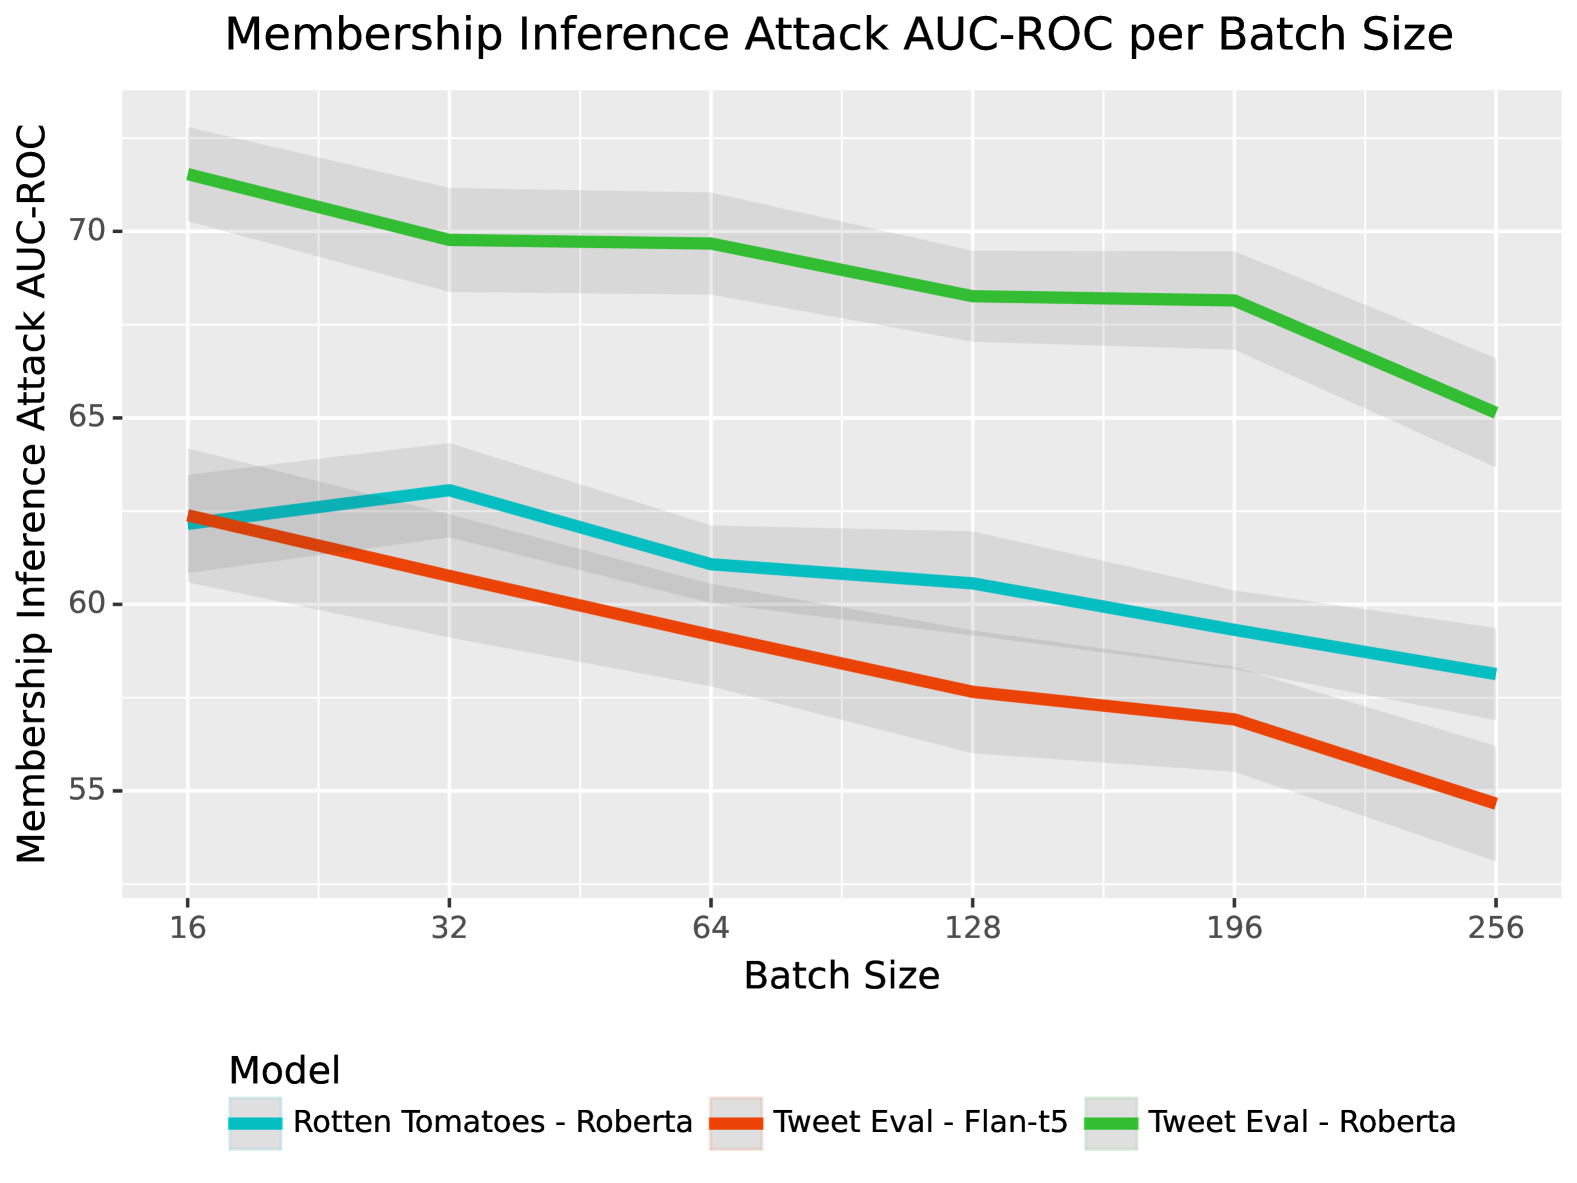 Membership Inference Attack AUC-ROC per Batch Size
Membership Inference Attack AUC-ROC
70
65
60
55
16 32 64 128 196 256
Batch Size
Model
Rotten Tomatoes - Roberta Tweet Eval - Flan-t5 Tweet Eval - Roberta